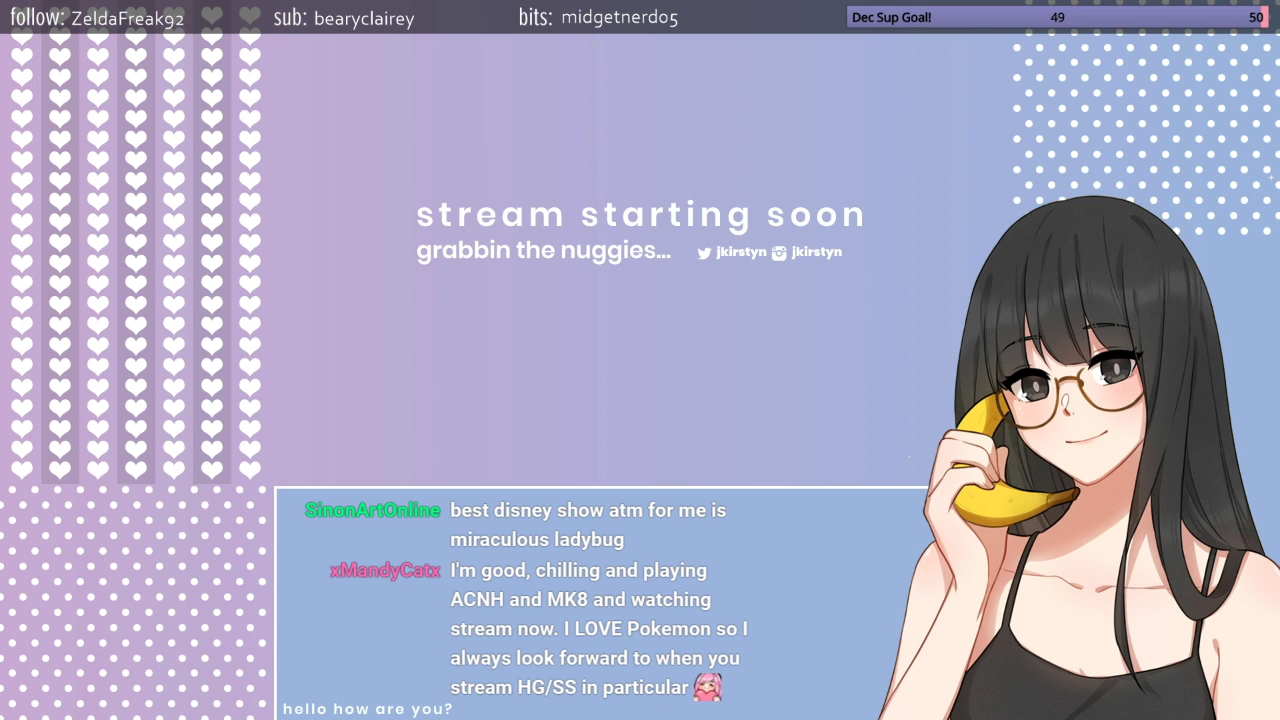 follow: ZeldaFreak92 sub: bearyclairey bits: midgetnerd05 Dec Sup Goal! 49 50
stream starting soon
grabbin the nuggies... jkirstyn jkirstyn
SinonArtOnline best disney show atm for me is
miraculous ladybug
xMandyCatx I'm good, chilling and playing
ACNH and MK8 and watching
stream now. I LOVE Pokemon so I
always look forward to when you
stream HG/SS in particular
hello how are you?